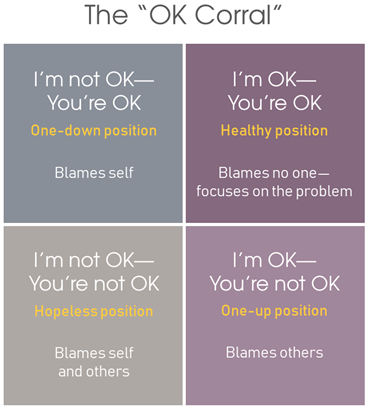 The “OK Corral”
I’m not OK—
You’re OK
One-down position
Blames self
I’m OK—
You’re OK
Healthy position
Blames no one—
focuses on the problem
I’m not OK—
You’re not OK
Hopeless position
Blames self
and others
I’m OK—
You’re not OK
One-up position
Blames others